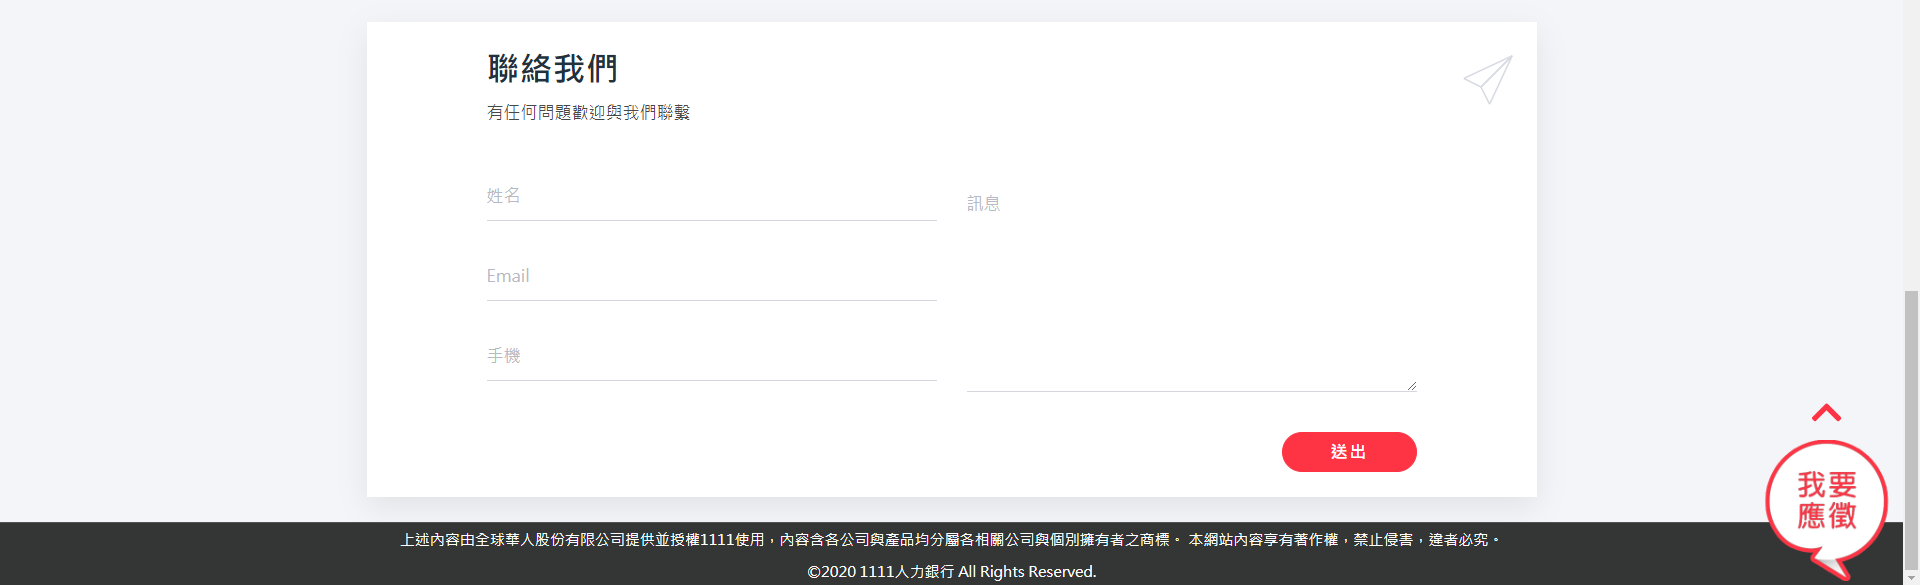 聯絡我們
有任何問題歡迎與我們聯繫
姓名
訊息
Email
手機
送出
我要
應徵
上述內容由全球華人股份有限公司提供並授權1111使用，內容含各公司與產品均分屬各相關公司與個別擁有者之商標。 本網站內容享有著作權，禁止侵害，違者必究。
©2020 1111人力銀行 All Rights Reserved.